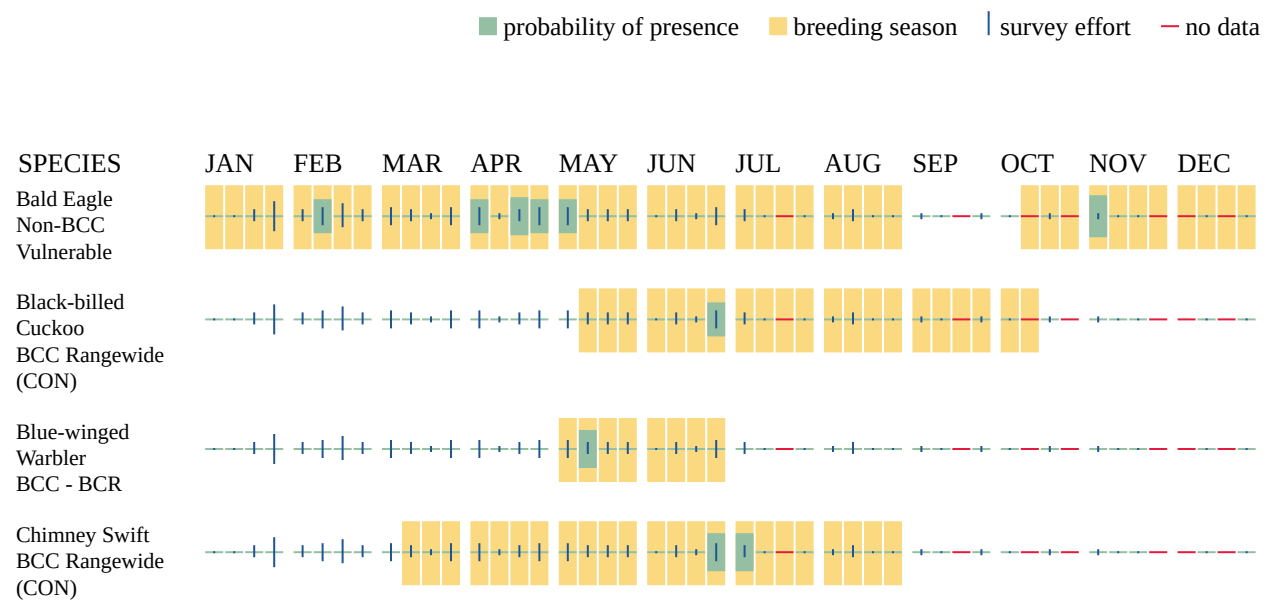 probability of presence breeding season survey effort no data
SPECIES JAN FEB MAR APR MAY JUN JUL AUG SEP OCT NOV DEC
Bald Eagle
Non-BCC
Vulnerable
Black-billed
Cuckoo
BCC Rangewide
(CON)
Blue-winged
Warbler
BCC - BCR
Chimney Swift
BCC Rangewide
(CON)